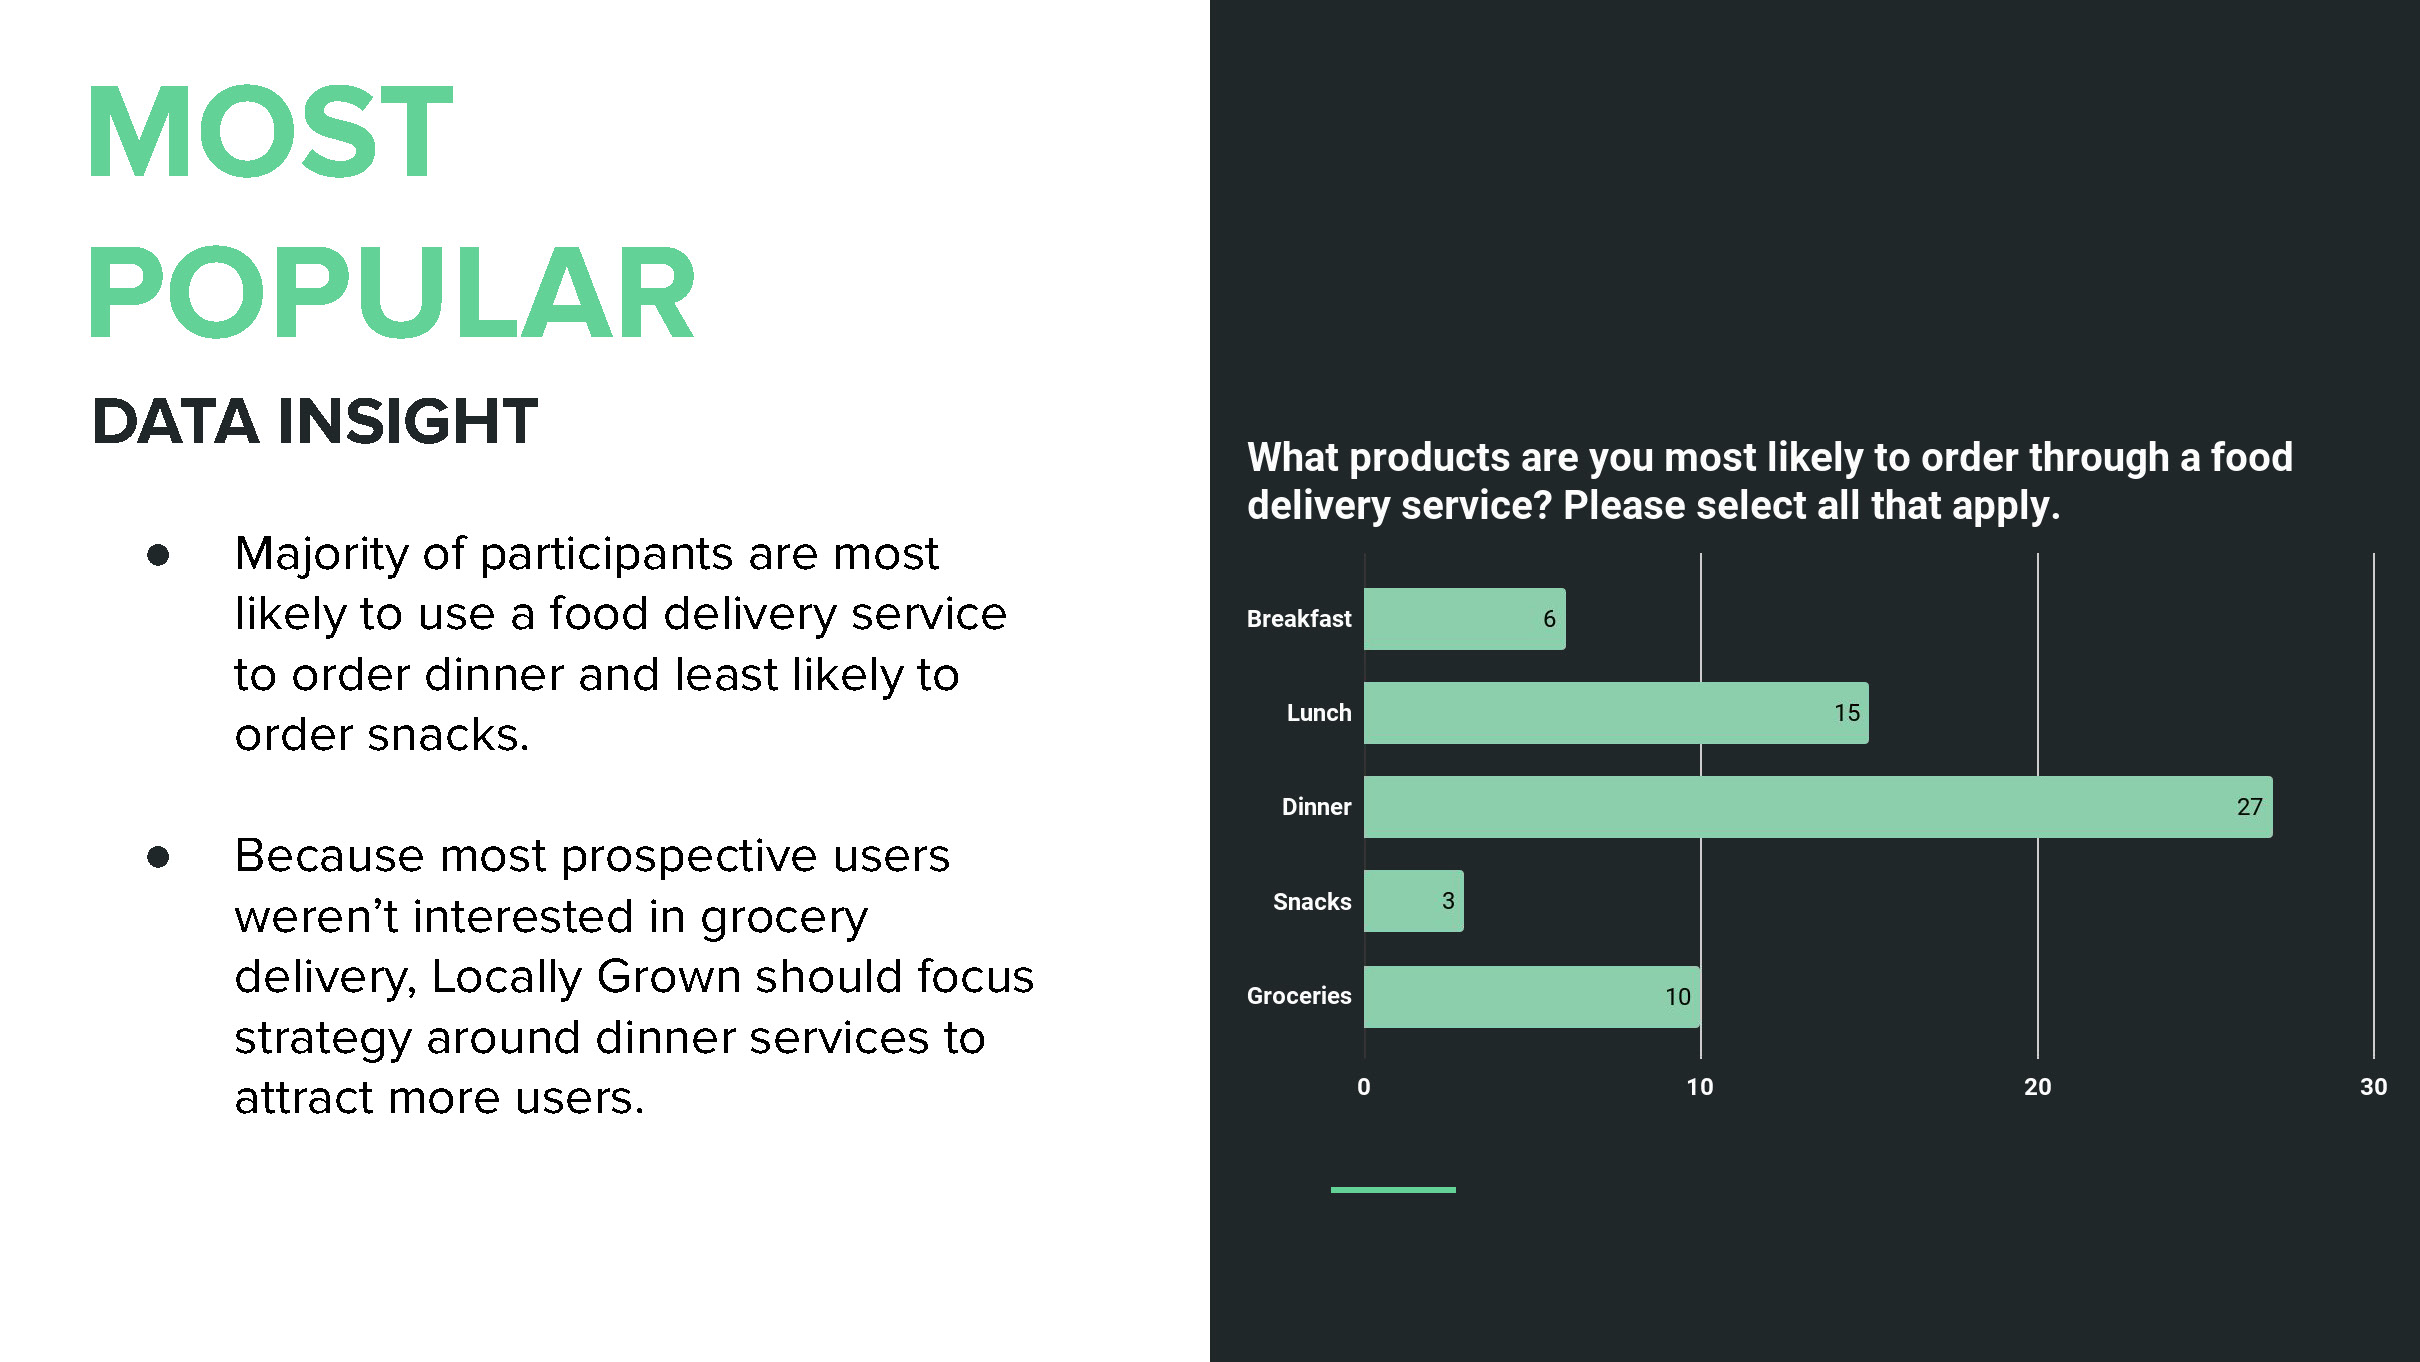 MOST
POPULAR
DATA INSIGHT
● Majority of participants are most
likely to use a food delivery service
to order dinner and least likely to
order snacks.
● Because most prospective users
weren’t interested in grocery
delivery, Locally Grown should focus
strategy around dinner services to
attract more users.
What products are you most likely to order through a food
delivery service? Please select all that apply.
Breakfast 6
Lunch 15
Dinner 27
Snacks 3
Groceries 10
0 10 20 30